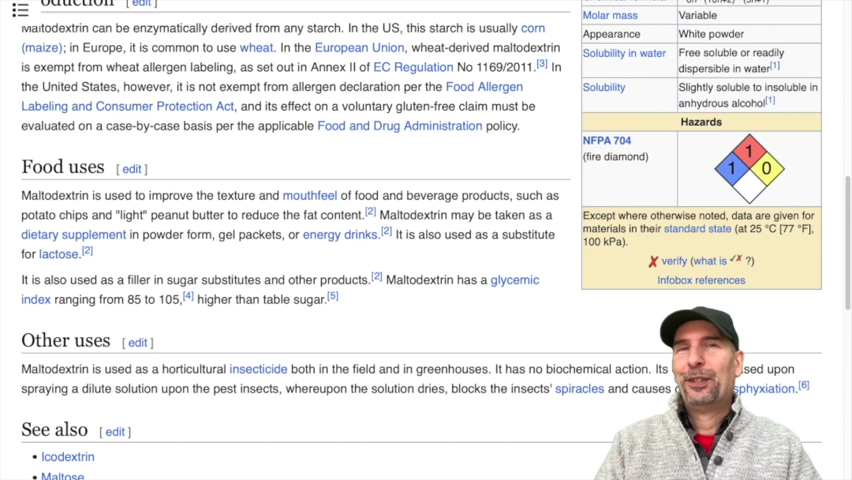 [ edit ]
Maltodextrin can be enzymatically derived from any starch. In the US, this starch is usually corn
(maize); in Europe, it is common to use wheat. In the European Union, wheat-derived maltodextrin
is exempt from wheat allergen labeling, as set out in Annex II of EC Regulation No 1169/2011.[3] In
the United States, however, it is not exempt from allergen declaration per the Food Allergen
Labeling and Consumer Protection Act, and its effect on a voluntary gluten-free claim must be
evaluated on a case-by-case basis per the applicable Food and Drug Administration policy.
Food uses [ edit ]
Maltodextrin is used to improve the texture and mouthfeel of food and beverage products, such as
potato chips and "light" peanut butter to reduce the fat content.[2] Maltodextrin may be taken as a
dietary supplement in powder form, gel packets, or energy drinks.[2] It is also used as a substitute
for lactose.[2]
It is also used as a filler in sugar substitutes and other products.[2] Maltodextrin has a glycemic
index ranging from 85 to 105,[4] higher than table sugar.[5]
Other uses [ edit ]
Maltodextrin is used as a horticultural insecticide both in the field and in greenhouses. It has no biochemical action. Its upon
spraying a dilute solution upon the pest insects, whereupon the solution dries, blocks the insects' spiracles and causes [6]
See also [ edit ]
• Icodextrin
• Maltose
Molar mass Variable
Appearance White powder
Solubility in water Free soluble or readily
dispersible in water[1]
Solubility Slightly soluble to insoluble in
anhydrous alcohol[1]
Hazards
NFPA 704
(fire diamond)
1
1 0
Except where otherwise noted, data are given for
materials in their standard state (at 25 °C [77 °F],
100 kPa).
✗ verify (what is ✓✗ ?)
Infobox references